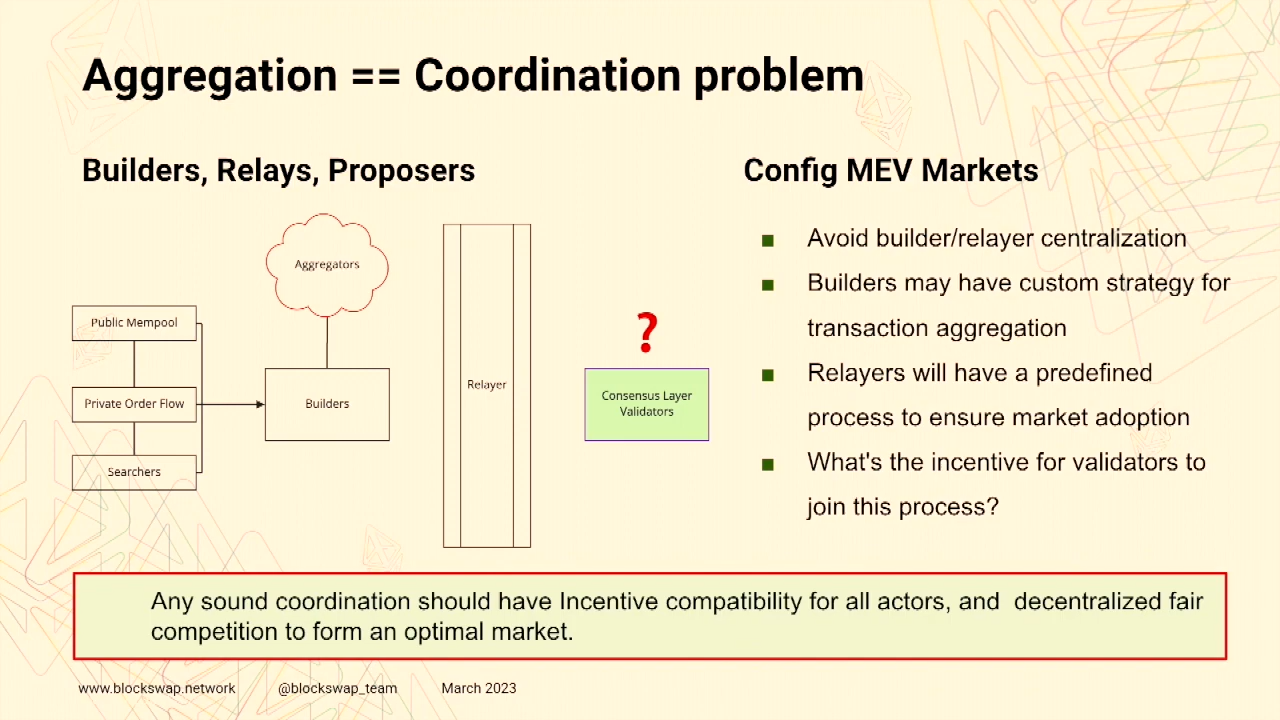 Aggregation == Coordination problem
Builders, Relays, Proposers
Aggregators
Public Mempool
Private Order Flow
Searchers
Builders
Relayer
?
Consensus Layer
Validators
Config MEV Markets
Avoid builder/relayer centralization
Builders may have custom strategy for
transaction aggregation
Relayers will have a predefined
process to ensure market adoption
What's the incentive for validators to
join this process?
Any sound coordination should have Incentive compatibility for all actors, and  decentralized fair
competition to form an optimal market.
www.blockswap.network @blockswap_team March 2023